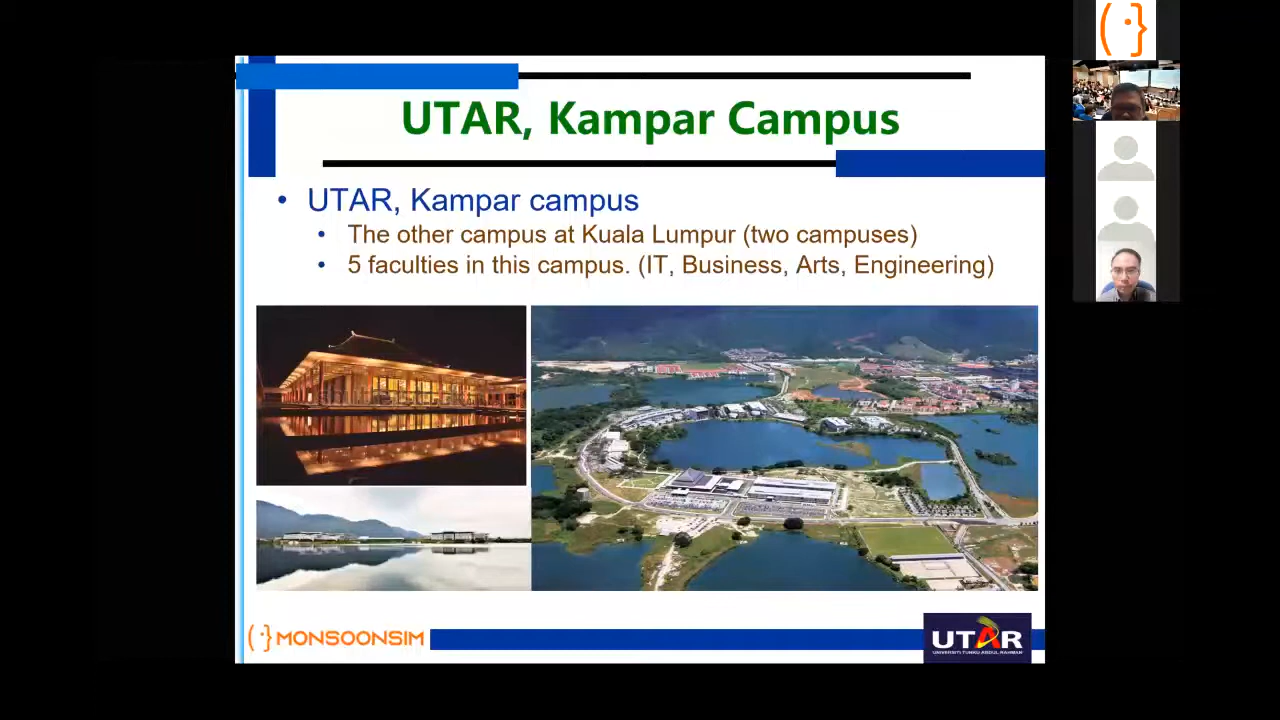 UTAR, Kampar Campus
• UTAR, Kampar campus
• The other campus at Kuala Lumpur (two campuses)
• 5 faculties in this campus. (IT, Business, Arts, Engineering)
MONSOONSIM
UTAR
UNIVERSITI TUNKU ABDUL RAHMAN